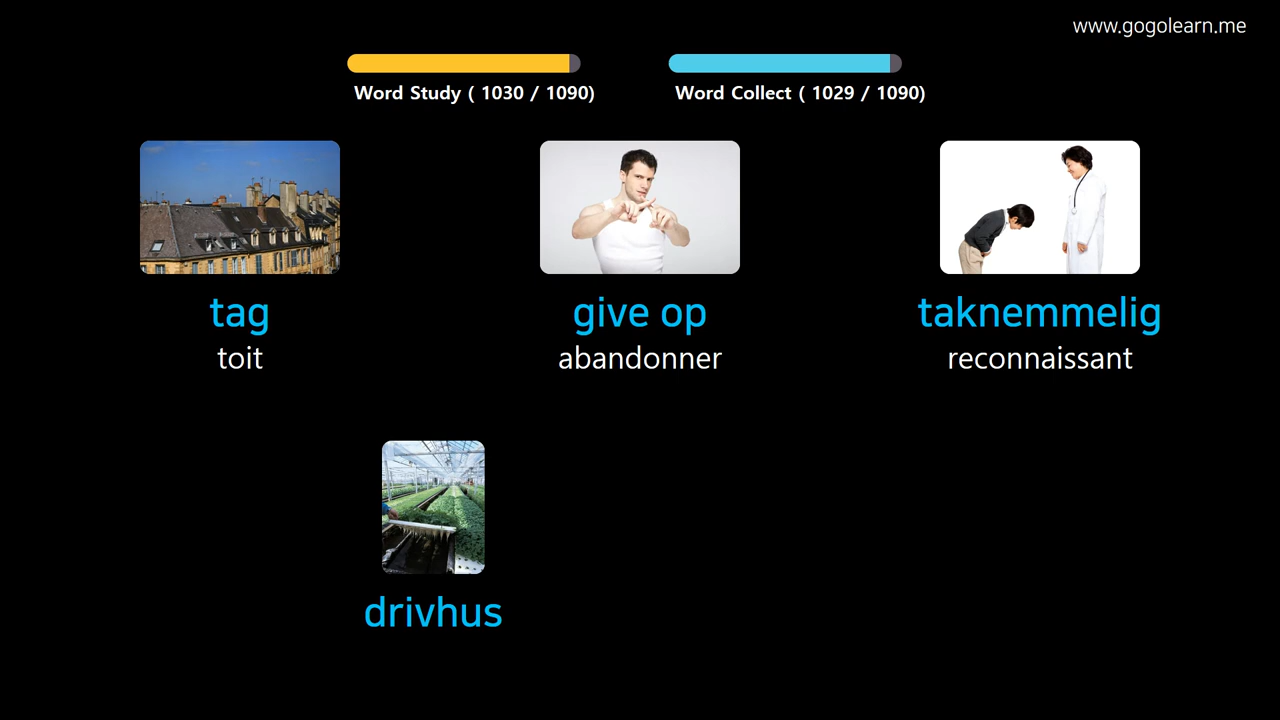 www.gogolearn.me
Word Study ( 1030 / 1090)
Word Collect ( 1029 / 1090)
tag
toit
give op
abandonner
taknemmelig
reconnaissant
drivhus